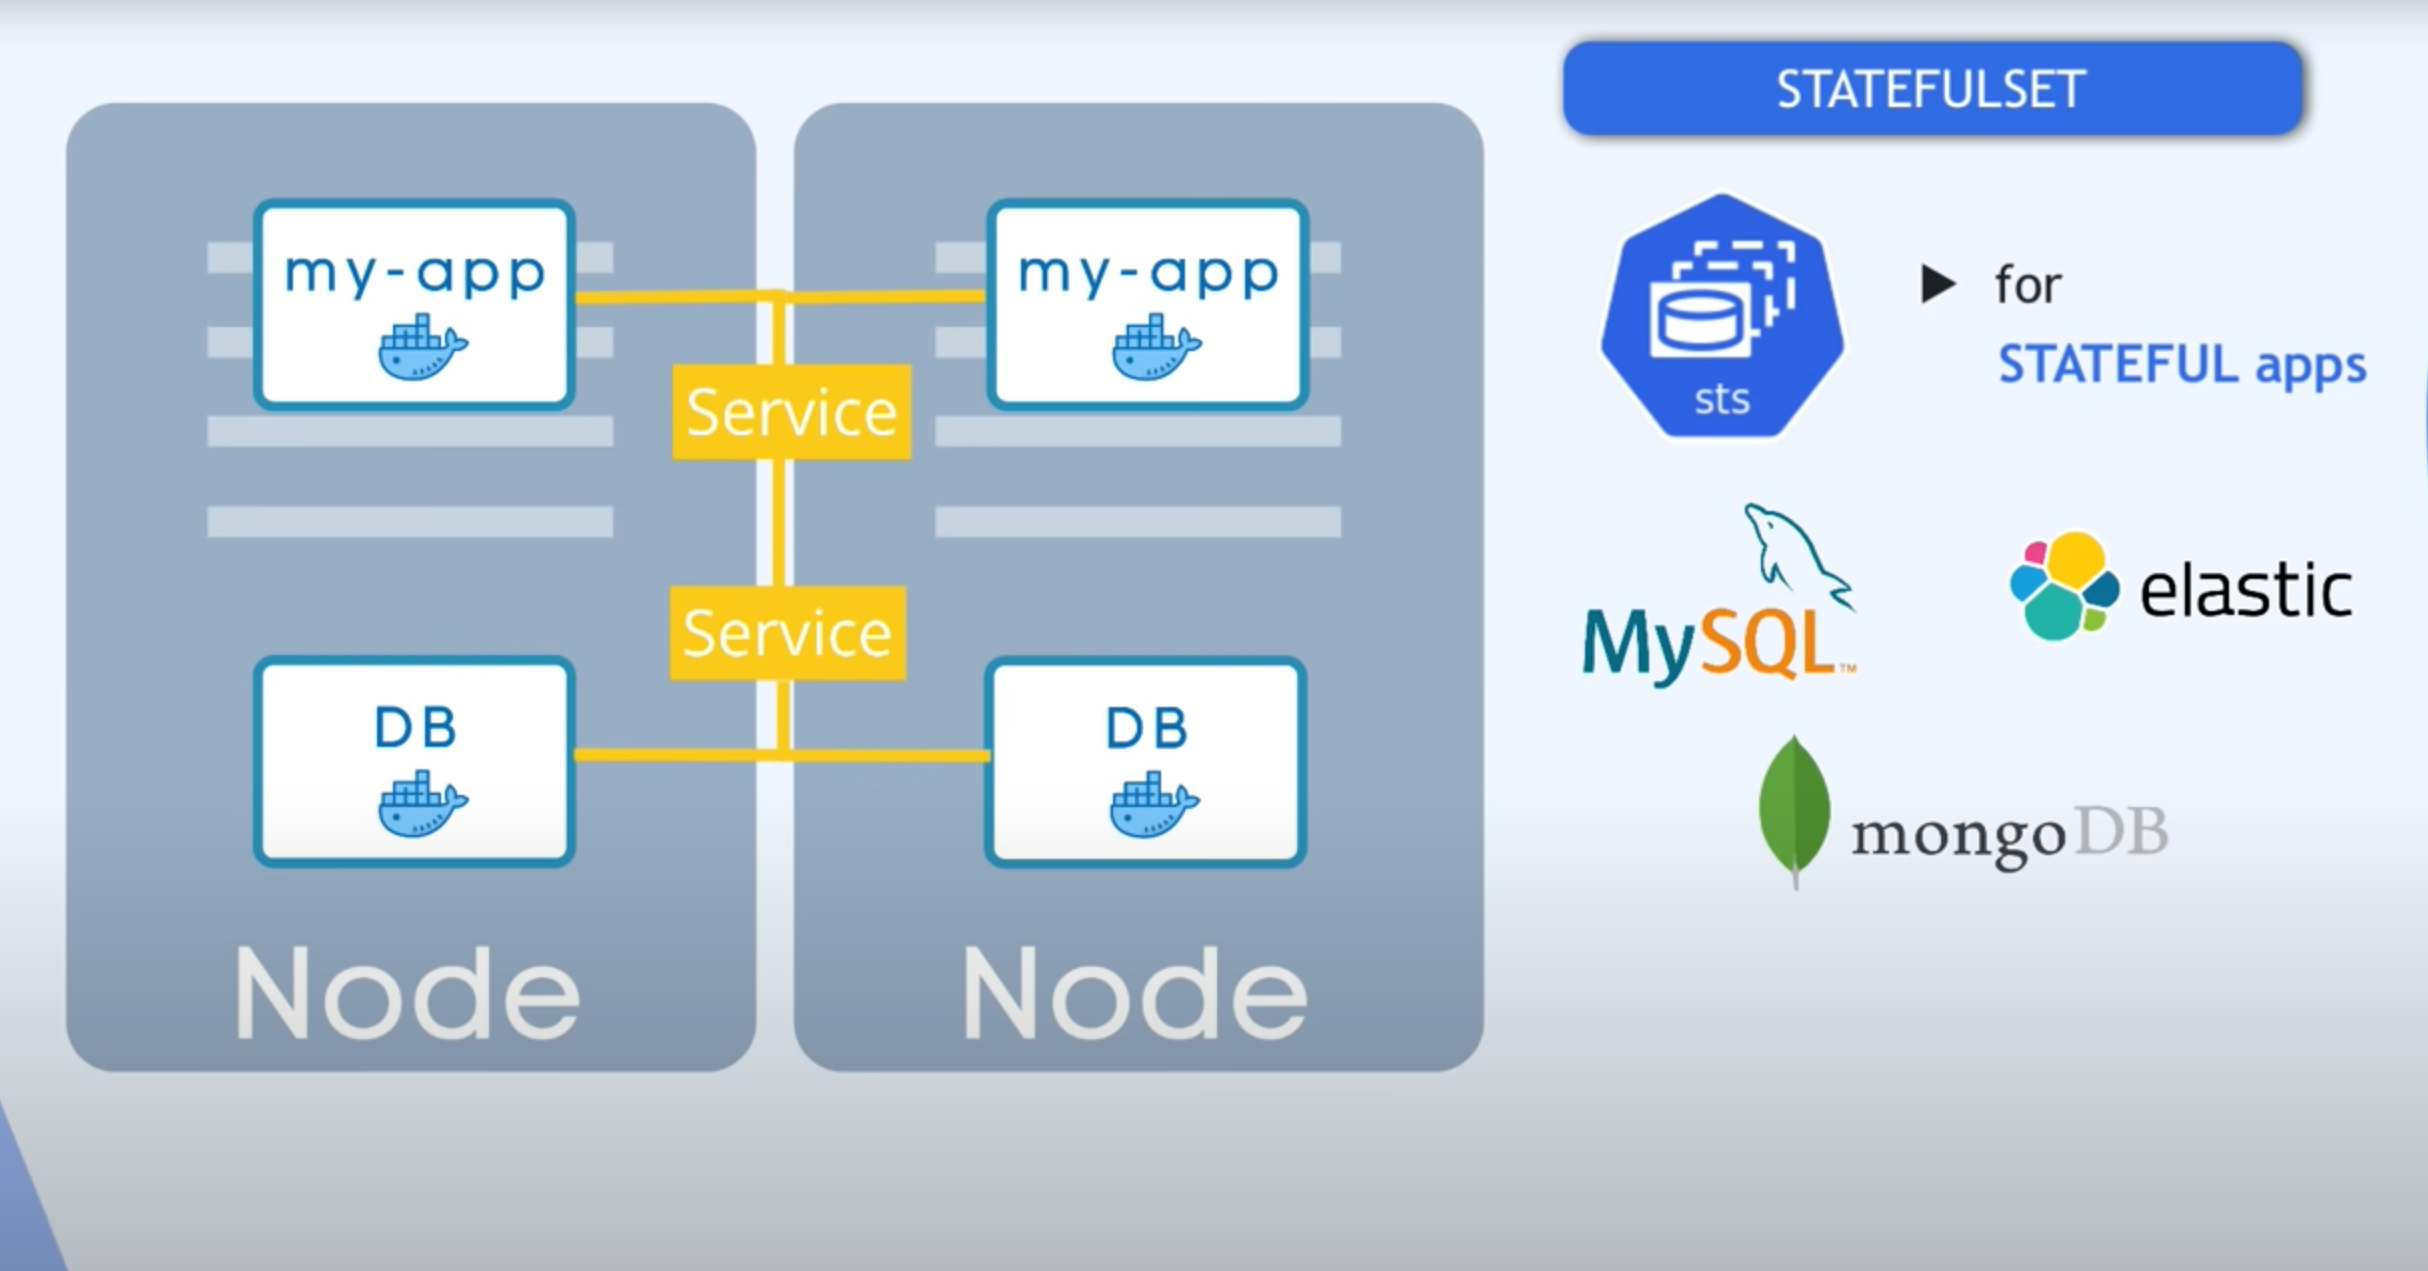 my-app
my-app
Service
Service
DB
DB
Node
Node
STATEFULSET
sts
for
STATEFUL apps
MySQL™
elastic
mongoDB